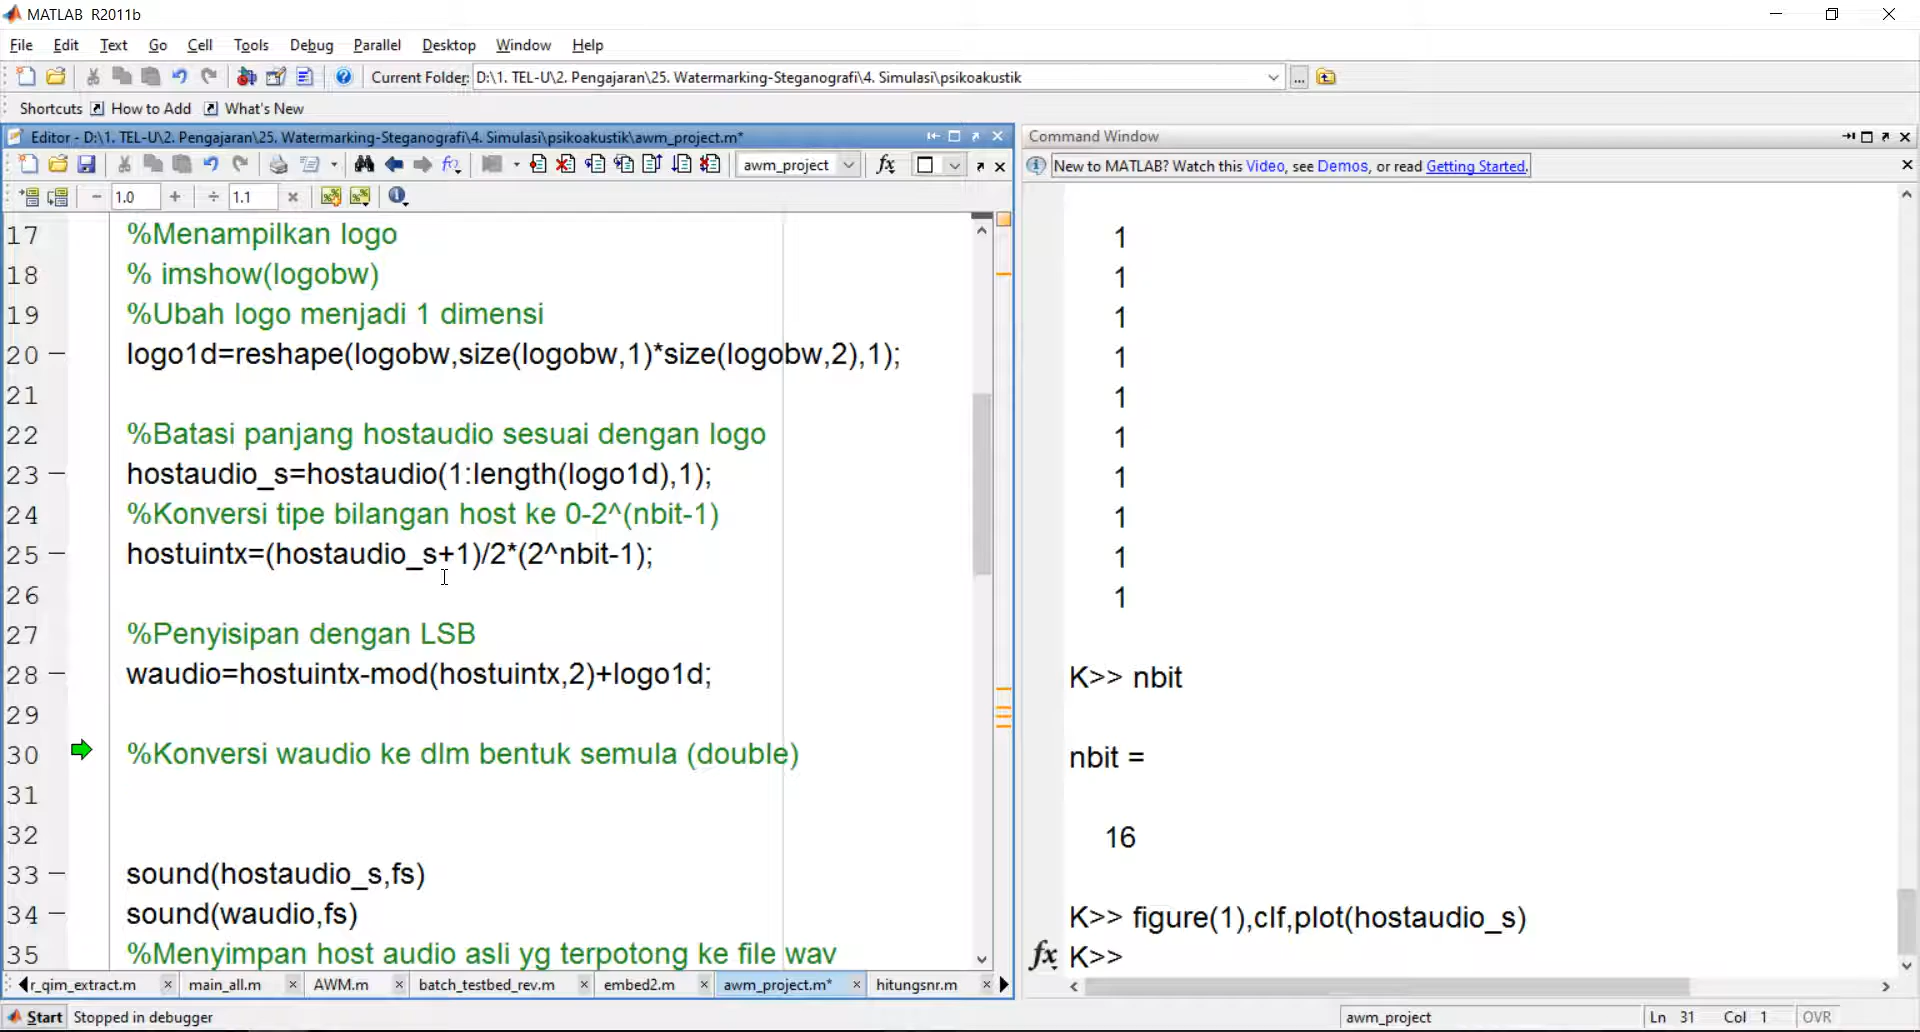 MATLAB R2011b
File Edit Text Go Cell Tools Debug Parallel Desktop Window Help
Current Folder: D:\1. TEL-U\2. Pengajaran\25. Watermarking-Steganografi\4. Simulasi\psikoakustik
Shortcuts How to Add What's New
Editor - D:\1. TEL-U\2. Pengajaran\25. Watermarking-Steganografi\4. Simulasi\psikoakustik\awm_project.m*
awm_project fx
− 1.0 + ÷ 1.1 ×
17 %Menampilkan logo
18 % imshow(logobw)
19 %Ubah logo menjadi 1 dimensi
20 – logo1d=reshape(logobw,size(logobw,1)*size(logobw,2),1);
21
22 %Batasi panjang hostaudio sesuai dengan logo
23 – hostaudio_s=hostaudio(1:length(logo1d),1);
24 %Konversi tipe bilangan host ke 0-2^(nbit-1)
25 – hostuintx=(hostaudio_s+1)/2*(2^nbit-1);
26
27 %Penyisipan dengan LSB
28 – waudio=hostuintx-mod(hostuintx,2)+logo1d;
29
30 %Konversi waudio ke dlm bentuk semula (double)
31
32
33 – sound(hostaudio_s,fs)
34 – sound(waudio,fs)
35 %Menyimpan host audio asli yg terpotong ke file wav
r_qim_extract.m × main_all.m × AWM.m × batch_testbed_rev.m × embed2.m × awm_project.m* × hitungsnr.m ×
Command Window
New to MATLAB? Watch this Video, see Demos, or read Getting Started.
1
1
1
1
1
1
1
1
1
1
K>> nbit
nbit =
16
K>> figure(1),clf,plot(hostaudio_s)
fx K>>
Start Stopped in debugger
awm_project Ln 31 Col 1 OVR